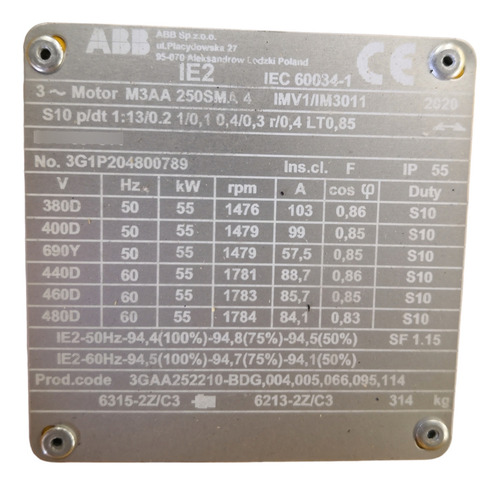 ABB
ABB Sp.z.o.o.
ul.Placydowska 27
95-070 Aleksandrow Lodzki Poland
CE
IE2 IEC 60034-1
3 ~ Motor M3AA 250SMA 4 IMV1/IM3011 2020
S10 p/dt 1:13/0.2 1/0,1 0,4/0,3 r/0,4 LT0,85
No. 3G1P204800789 Ins.cl. F IP 55
V Hz kW rpm A cos φ Duty
380D 50 55 1476 103 0,86 S10
400D 50 55 1479 99 0,85 S10
690Y 50 55 1479 57,5 0,85 S10
440D 60 55 1781 88,7 0,86 S10
460D 60 55 1783 85,7 0,85 S10
480D 60 55 1784 84,1 0,83 S10
IE2-50Hz-94,4(100%)-94,8(75%)-94,5(50%) SF 1.15
IE2-60Hz-94,5(100%)-94,7(75%)-94,1(50%)
Prod.code 3GAA252210-BDG,004,005,066,095,114
6315-2Z/C3 6213-2Z/C3 314 kg